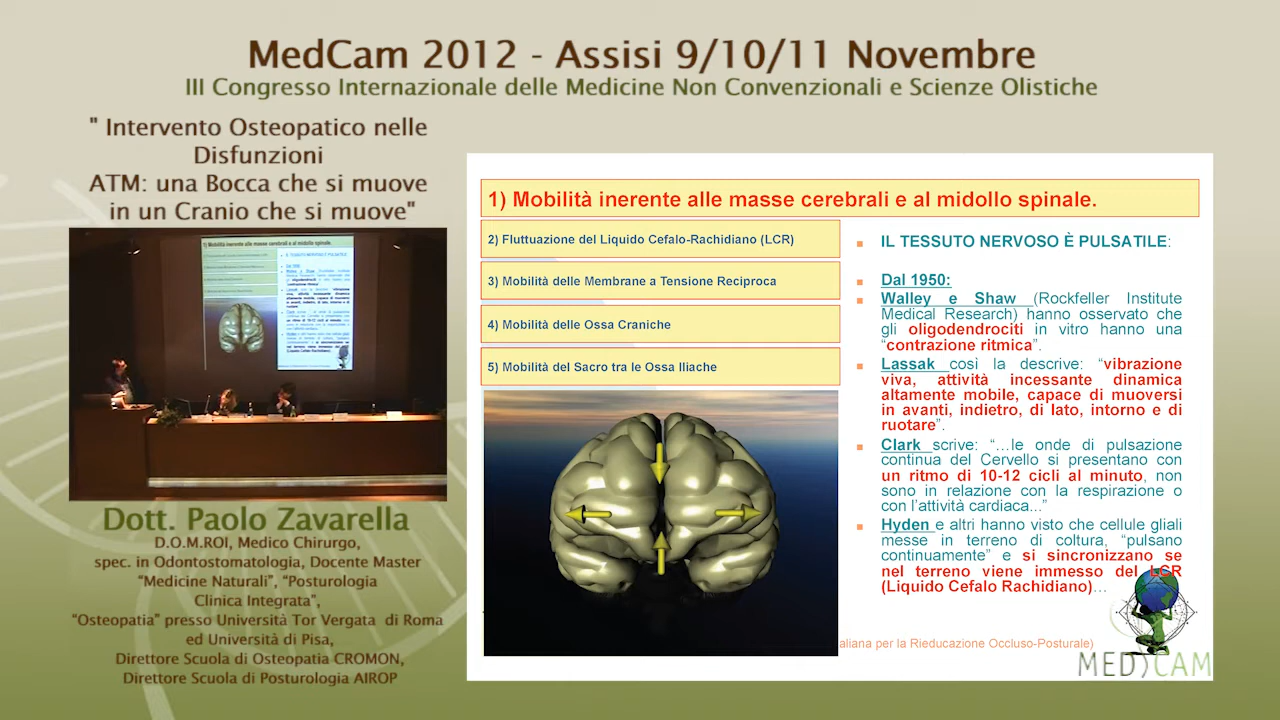 MedCam 2012 - Assisi 9/10/11 Novembre
III Congresso Internazionale delle Medicine Non Convenzionali e Scienze Olistiche
" Intervento Osteopatico nelle
Disfunzioni
ATM: una Bocca che si muove
in un Cranio che si muove"
Dott. Paolo Zavarella
D.O.M.ROI, Medico Chirurgo,
spec. in Odontostomatologia, Docente Master
"Medicine Naturali", "Posturologia
Clinica Integrata",
"Osteopatia" presso Università Tor Vergata di Roma
ed Università di Pisa,
Direttore Scuola di Osteopatia CROMON,
Direttore Scuola di Posturologia AIROP
1) Mobilità inerente alle masse cerebrali e al midollo spinale.
2) Fluttuazione del Liquido Cefalo-Rachidiano (LCR)
3) Mobilità delle Membrane a Tensione Reciproca
4) Mobilità delle Ossa Craniche
5) Mobilità del Sacro tra le Ossa Iliache
IL TESSUTO NERVOSO È PULSATILE:
Dal 1950:
Walley e Shaw (Rockfeller Institute
Medical Research) hanno osservato che
gli oligodendrociti in vitro hanno una
"contrazione ritmica".
Lassak così la descrive: "vibrazione
viva, attività incessante dinamica
altamente mobile, capace di muoversi
in avanti, indietro, di lato, intorno e di
ruotare".
Clark scrive: "…le onde di pulsazione
continua del Cervello si presentano con
un ritmo di 10-12 cicli al minuto, non
sono in relazione con la respirazione o
con l'attività cardiaca..."
Hyden e altri hanno visto che cellule gliali
messe in terreno di coltura, "pulsano
continuamente" e si sincronizzano se
nel terreno viene immesso del LCR
(Liquido Cefalo Rachidiano)…
aliana per la Rieducazione Occluso-Posturale)
MEDCAM